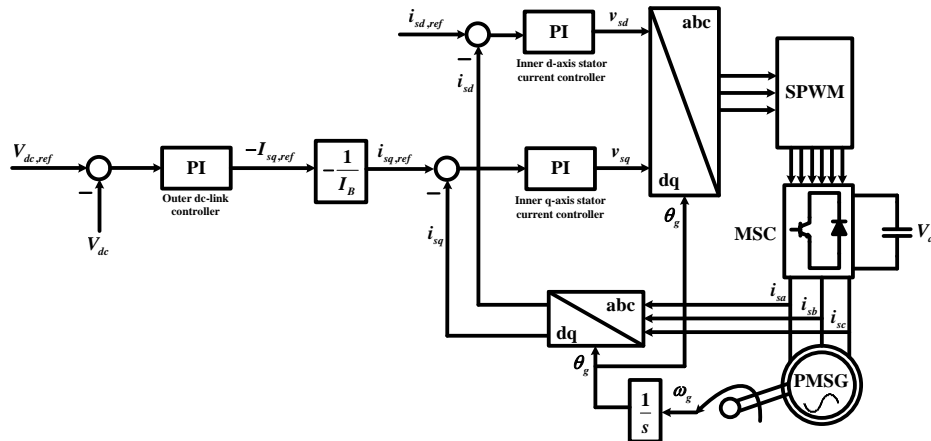 i_sd,ref
PI
v_sd
abc
Inner d-axis stator
current controller
i_sd
SPWM
V_dc,ref
PI
-I_sq,ref
-1/I_B
i_sq,ref
PI
v_sq
dq
Outer dc-link
controller
Inner q-axis stator
current controller
V_dc
i_sq
θ_g
MSC
V_d
abc
dq
i_sa
i_sb
i_sc
θ_g
1/s
ω_g
PMSG